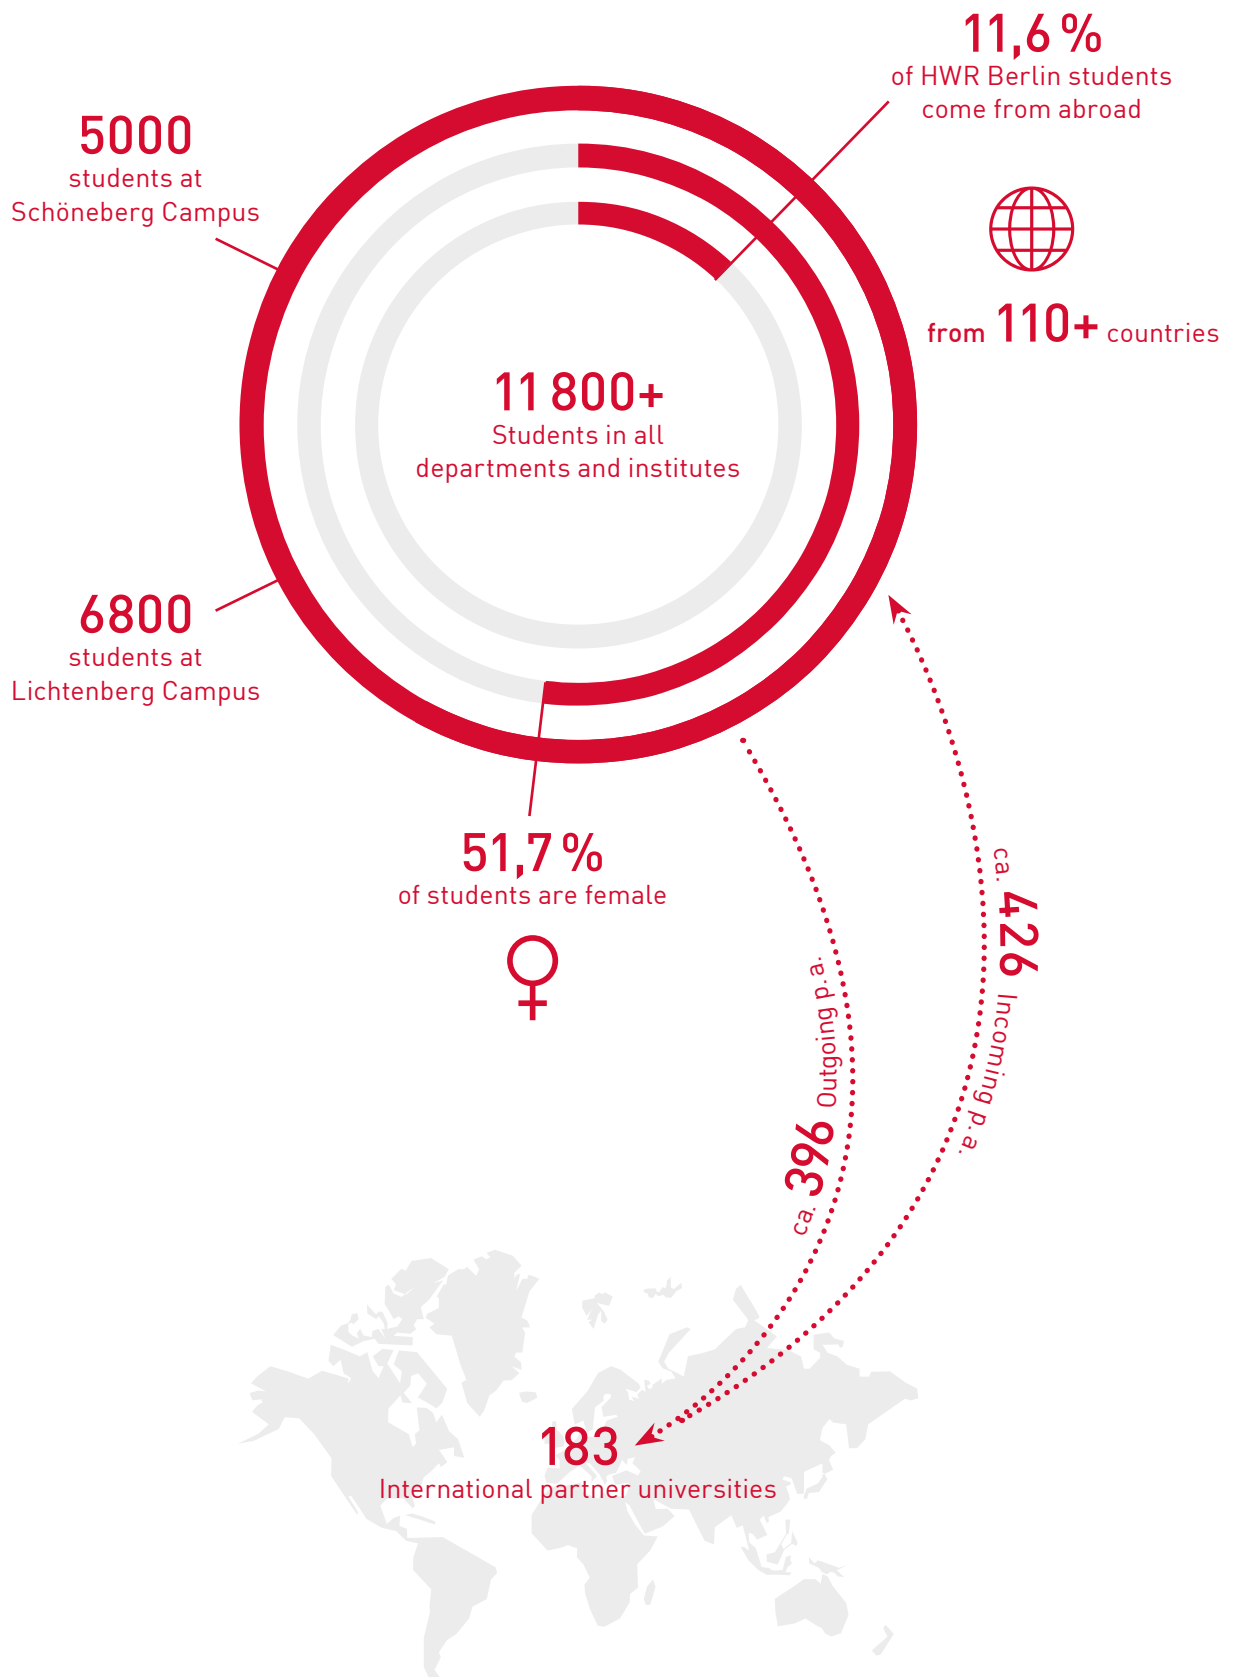 11,6 %
of HWR Berlin students
come from abroad
5000
students at
Schöneberg Campus
from 110+ countries
11 800+
Students in all
departments and institutes
6800
students at
Lichtenberg Campus
51,7 %
of students are female
ca. 426 Incoming p. a.
ca. 396 Outgoing p. a.
183
International partner universities